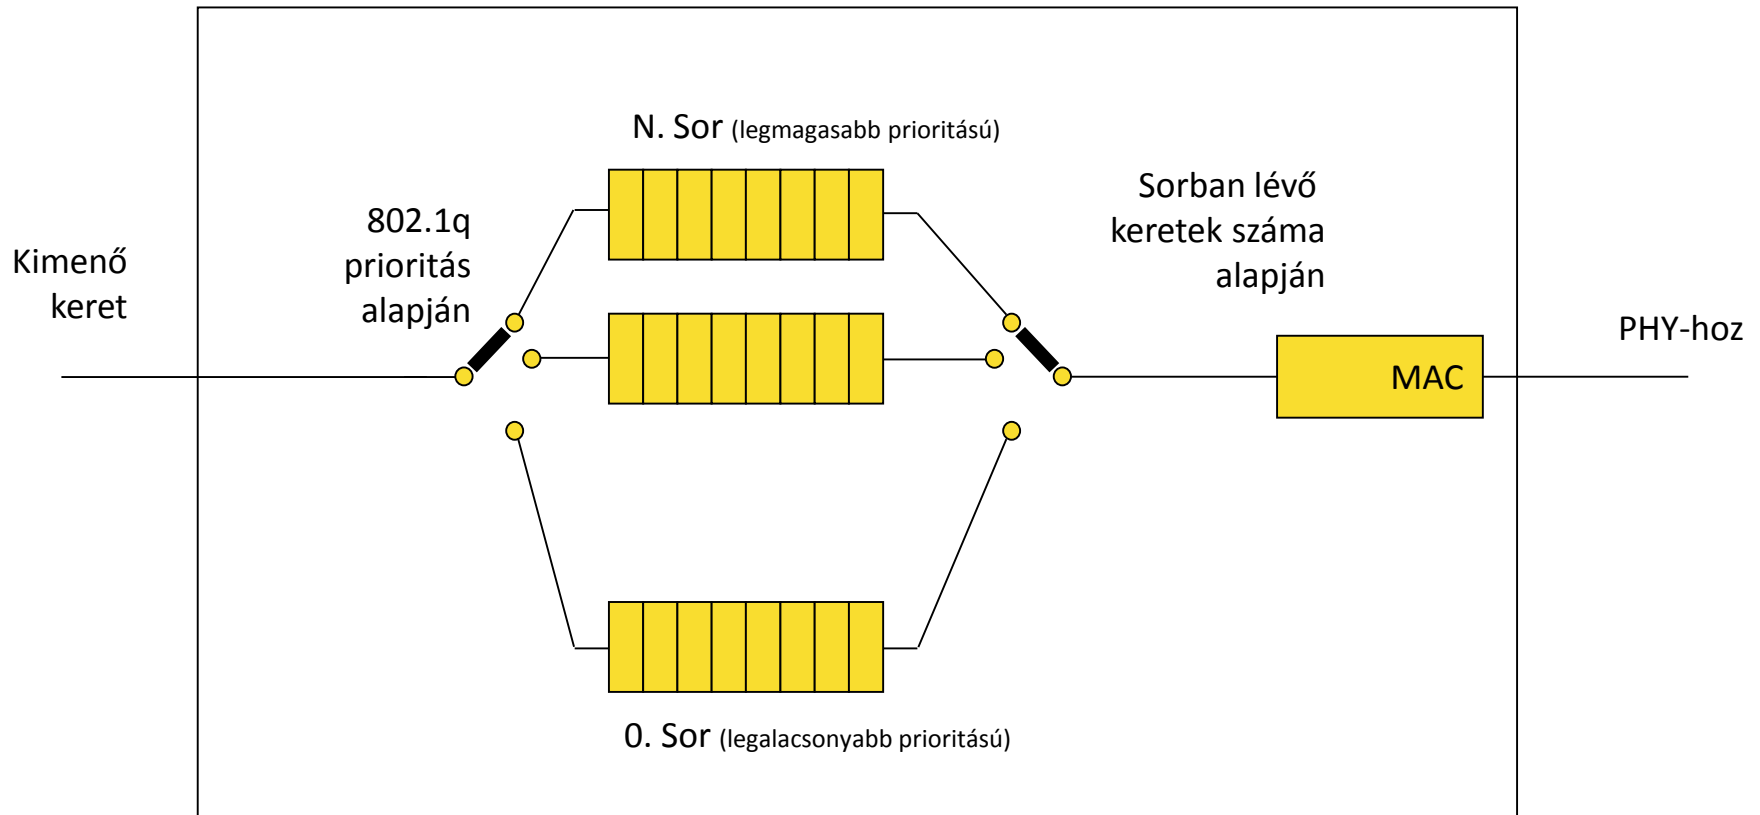 N. Sor (legmagasabb prioritású)
Sorban lévő
keretek száma
alapján
802.1q
prioritás
alapján
Kimenő
keret
PHY-hoz
MAC
0. Sor (legalacsonyabb prioritású)